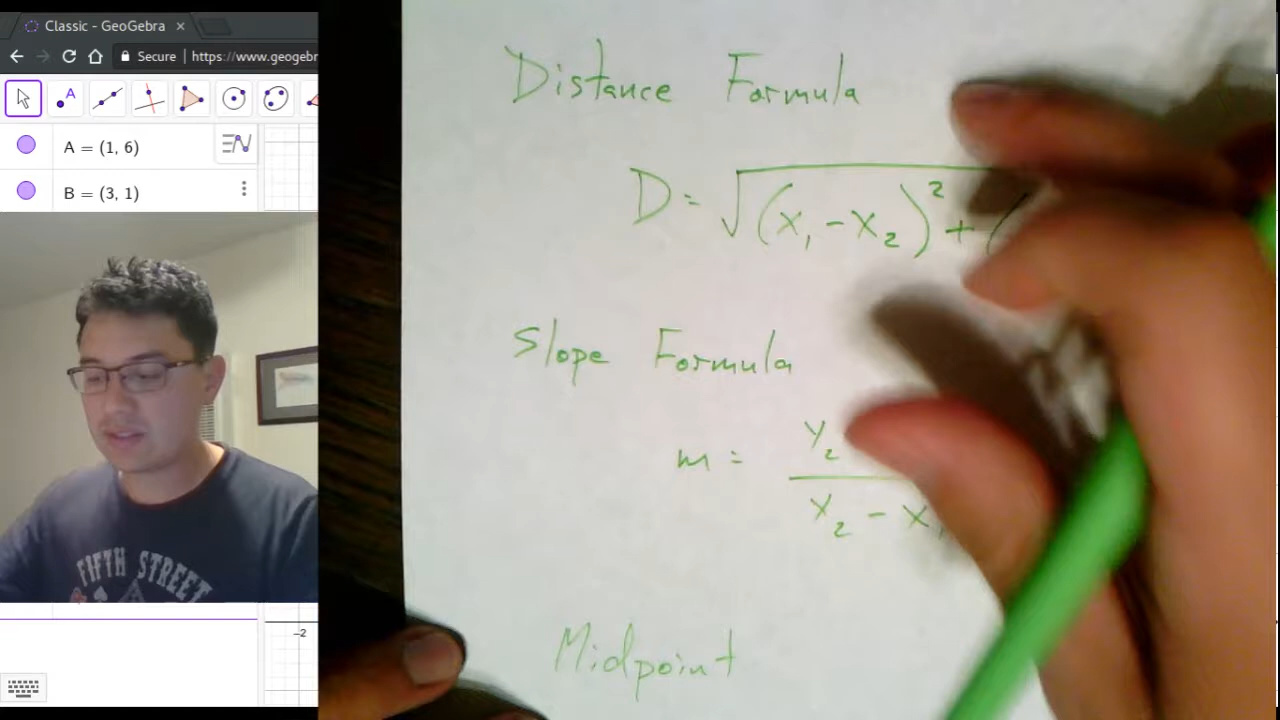 Classic - GeoGebra
Secure https://www.geogebr
A = (1, 6)
B = (3, 1)
FIFTH STREET
-2
Distance Formula
D = √(x₁ - x₂)² + (
Slope Formula
m = y₂
x₂ - x₁
Midpoint